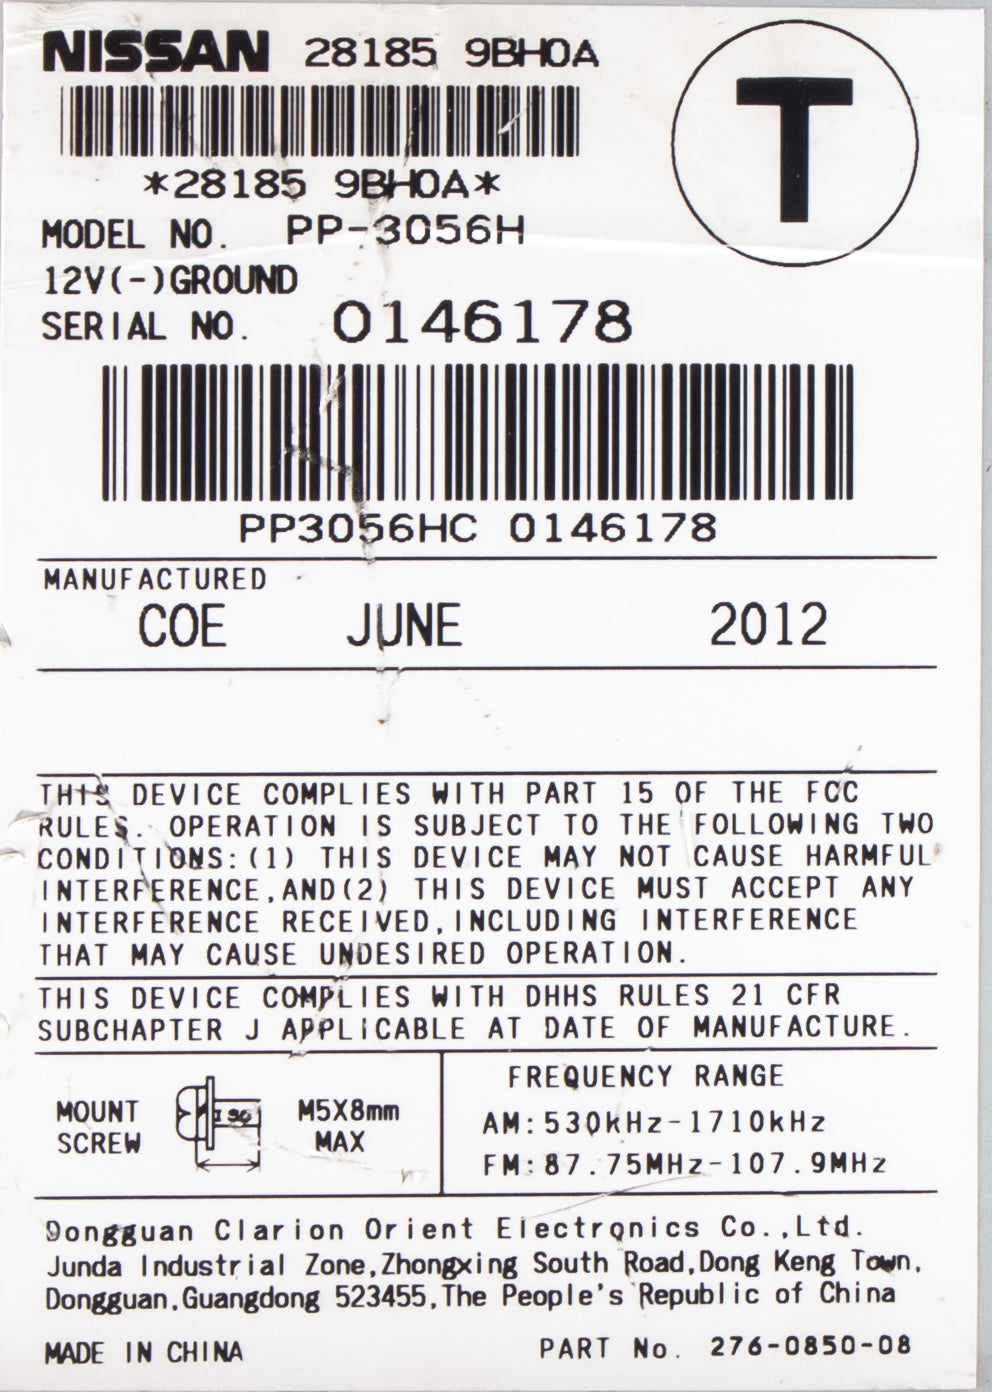 NISSAN 28185 9BH0A
T
*28185 9BH0A*
MODEL NO. PP-3056H
12V(-)GROUND
SERIAL NO. 0146178
PP3056HC 0146178
MANUFACTURED
COE JUNE 2012
THIS DEVICE COMPLIES WITH PART 15 OF THE FCC
RULES. OPERATION IS SUBJECT TO THE FOLLOWING TWO
CONDITIONS:(1) THIS DEVICE MAY NOT CAUSE HARMFUL
INTERFERENCE,AND(2) THIS DEVICE MUST ACCEPT ANY
INTERFERENCE RECEIVED,INCLUDING INTERFERENCE
THAT MAY CAUSE UNDESIRED OPERATION.
THIS DEVICE COMPLIES WITH DHHS RULES 21 CFR
SUBCHAPTER J APPLICABLE AT DATE OF MANUFACTURE.
MOUNT
SCREW
M5X8mm
MAX
FREQUENCY RANGE
AM:530kHz-1710kHz
FM:87.75MHz-107.9MHz
Dongguan Clarion Orient Electronics Co.,Ltd.
Junda Industrial Zone,Zhongxing South Road,Dong Keng Town,
Dongguan,Guangdong 523455,The People's Republic of China
MADE IN CHINA PART No. 276-0850-08